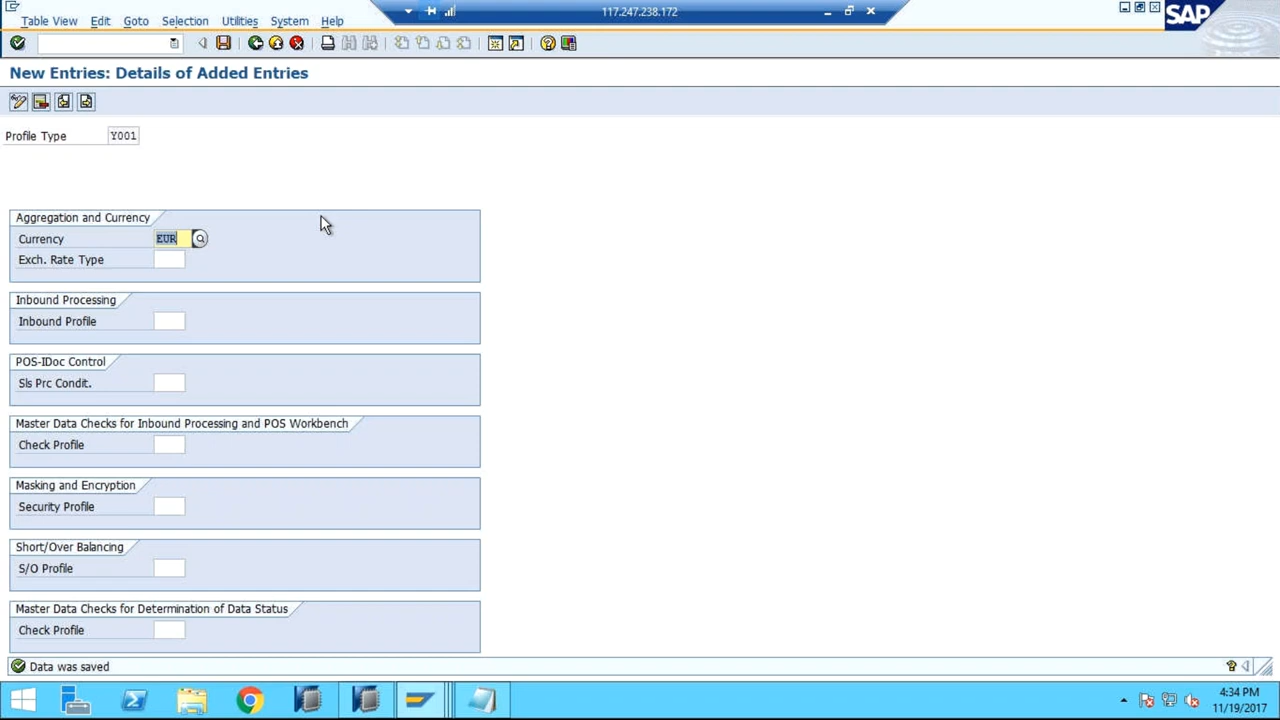 117.247.238.172
Table View Edit Goto Selection Utilities System Help
SAP
New Entries: Details of Added Entries
Profile Type Y001
Aggregation and Currency
Currency EUR
Exch. Rate Type
Inbound Processing
Inbound Profile
POS-IDoc Control
Sls Prc Condit.
Master Data Checks for Inbound Processing and POS Workbench
Check Profile
Masking and Encryption
Security Profile
Short/Over Balancing
S/O Profile
Master Data Checks for Determination of Data Status
Check Profile
Data was saved
4:34 PM
11/19/2017